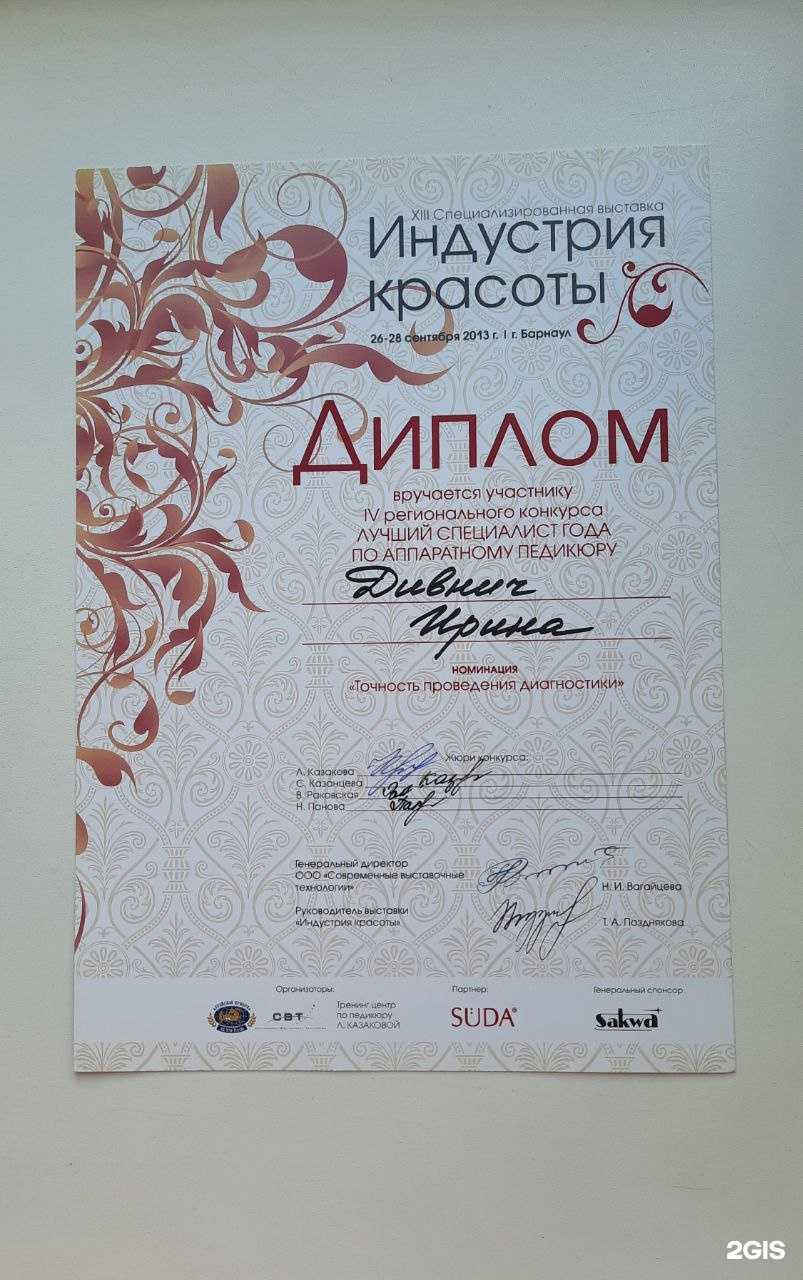 XIII Специализированная выставка
Индустрия
красоты
26-28 сентября 2013 г. | г. Барнаул
Диплом
вручается участнику
IV регионального конкурса
ЛУЧШИЙ СПЕЦИАЛИСТ ГОДА
ПО АППАРАТНОМУ ПЕДИКЮРУ
Дивнич
Ирина
НОМИНАЦИЯ
«Точность проведения диагностики»
Жюри конкурса:
Л. Казакова
С. Казанцева
В. Раковская
Н. Панова
Генеральный директор
ООО «Современные выставочные
технологии»
Н. И. Вагайцева
Руководитель выставки
«Индустрия красоты»
Т. А. Позднякова
Организаторы:
СВТ
Тренинг центр
по педикюру
Л. КАЗАКОВОЙ
Партнер:
SÜDA®
Генеральный спонсор
Sakwa
2GIS